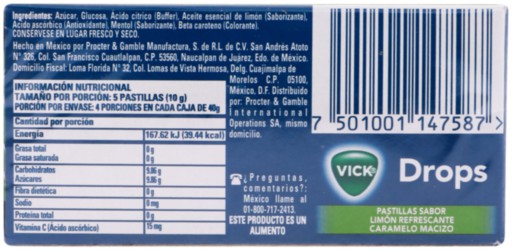 Ingredientes: Azúcar, Glucosa, Ácido cítrico (Buffer), Aceite esencial de limón (Saborizante),
Ácido ascórbico (Antioxidante), Mentol (Saborizante), Beta caroteno (Colorante).
CONSERVESE EN LUGAR FRESCO Y SECO.
Hecho en Mexico por Procter & Gamble Manufactura, S. de R.L. de C.V. San Andrés Atoto
N° 326, Col. San Francisco Cuautlalpan, C.P. 53560, Naucalpan de Juárez, Edo. de México.
Domicilio Fiscal: Loma Florida N° 32, Col. Lomas de Vista Hermosa, Delg. Cuajimalpa de
Morelos C.P. 05100,
México, D.F. Distribuido
por: Procter & Gamble
International
Operations SA, mismo
domicilio.
INFORMACIÓN NUTRICIONAL
TAMAÑO POR PORCIÓN: 5 PASTILLAS (10 g)
PORCIÓN POR ENVASE: 4 PORCIONES EN CADA CAJA DE 40g
Cantidad por porción
Energía 167.62 kJ (39.44 kcal)
Grasa total 0g
Grasa saturada 0g
Carbohidratos 9.86 g
Azúcares 9.86 g
Fibra dietética 0g
Sodio 0 mg
Proteína total 0 g
Vitamina C (Ácido ascórbico) 15 mg
¿Preguntas,
comentarios?:
México llame al
01-800-717-2413.
ESTE PRODUCTO ES UN
ALIMENTO
7 501001 147587
VICK®
Drops
PASTILLAS SABOR
LIMÓN REFRESCANTE
CARAMELO MACIZO